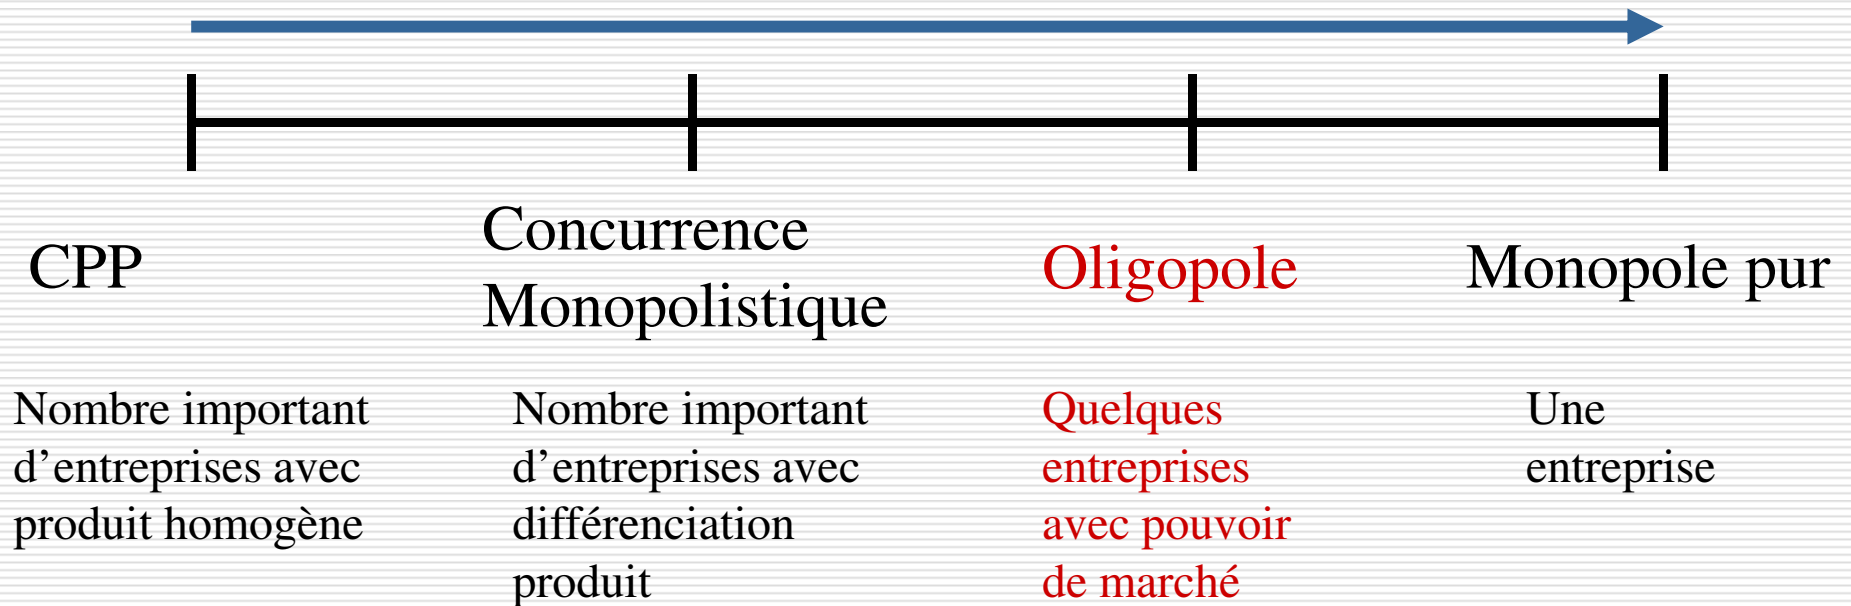 CPP
Concurrence
Monopolistique
Oligopole
Monopole pur
Nombre important
d’entreprises avec
produit homogène
Nombre important
d’entreprises avec
différenciation
produit
Quelques
entreprises
avec pouvoir
de marché
Une
entreprise